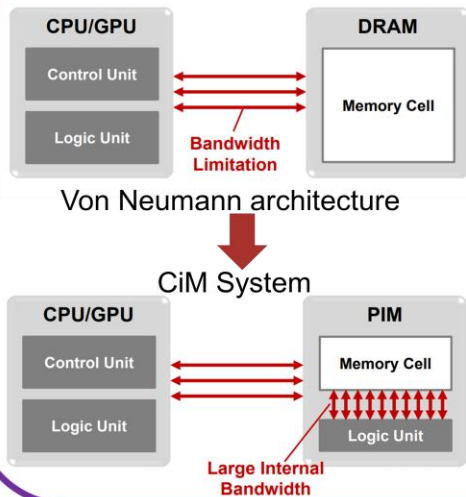 CPU/GPU
DRAM
Control Unit
Logic Unit
Memory Cell
Bandwidth
Limitation
Von Neumann architecture
CiM System
CPU/GPU
PIM
Control Unit
Memory Cell
Logic Unit
Logic Unit
Large Internal
Bandwidth